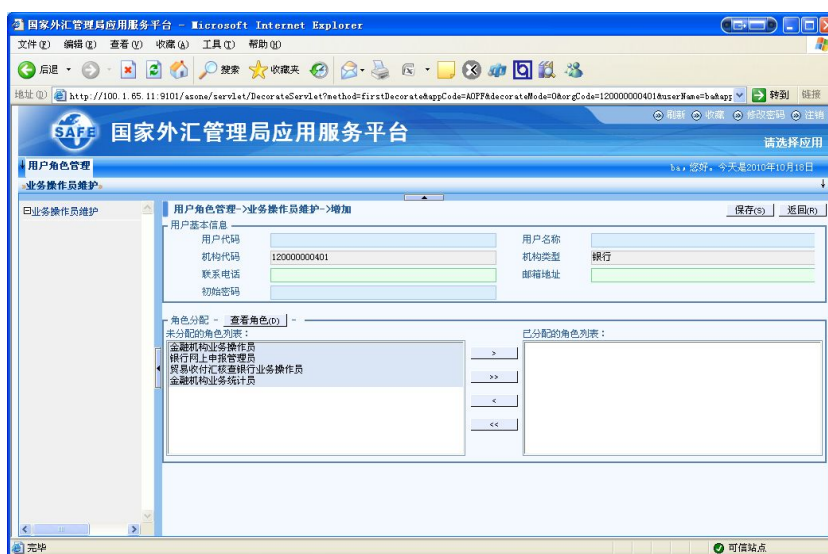 国家外汇管理局应用服务平台 - Microsoft Internet Explorer
文件(F) 编辑(E) 查看(V) 收藏(A) 工具(T) 帮助(H)
后退 搜索 收藏夹
地址(D) http://100.1.65.11:9101/asone/servlet/DecorateServlet?method=firstDecorate&appCode=AOPF&decorateMode=0&orgCode=120000000401&userName=ba&app 转到 链接
刷新 收藏 修改密码 注销
SAFE 国家外汇管理局应用服务平台
请选择应用
用户角色管理 ba,您好。今天是2010年10月18日
业务操作员维护
业务操作员维护
用户角色管理->业务操作员维护->增加 保存(S) 返回(R)
用户基本信息
用户代码 用户名称
机构代码 120000000401 机构类型 银行
联系电话 邮箱地址
初始密码
角色分配 - 查看角色(D) -
未分配的角色列表: 已分配的角色列表:
金融机构业务操作员
银行网上申报管理员
贸易收付汇核查银行业务操作员
金融机构业务统计员
>
>>
<
<<
完毕 可信站点